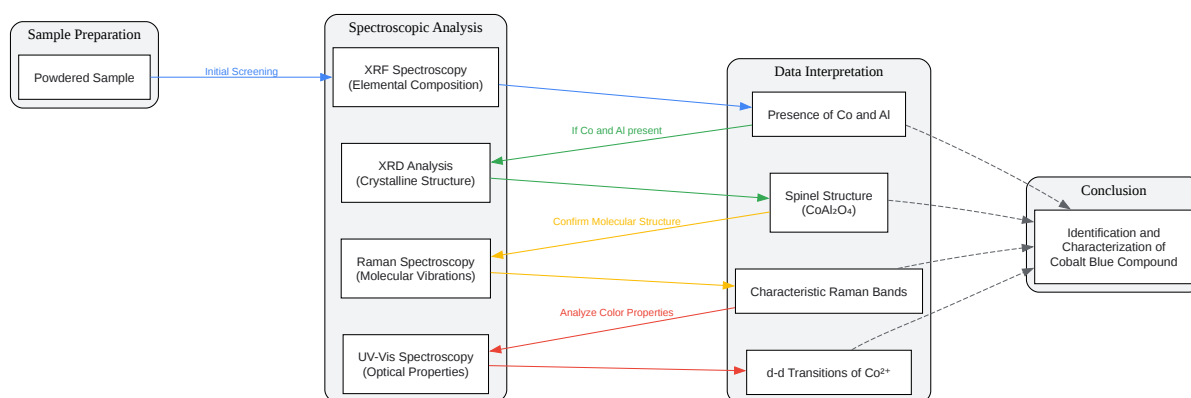 Sample Preparation
Powdered Sample
Initial Screening
Spectroscopic Analysis
XRF Spectroscopy
(Elemental Composition)
XRD Analysis
(Crystalline Structure)
Raman Spectroscopy
(Molecular Vibrations)
UV-Vis Spectroscopy
(Optical Properties)
If Co and Al present
Confirm Molecular Structure
Analyze Color Properties
Data Interpretation
Presence of Co and Al
Spinel Structure
(CoAl₂O₄)
Characteristic Raman Bands
d-d Transitions of Co²⁺
Conclusion
Identification and
Characterization of
Cobalt Blue Compound